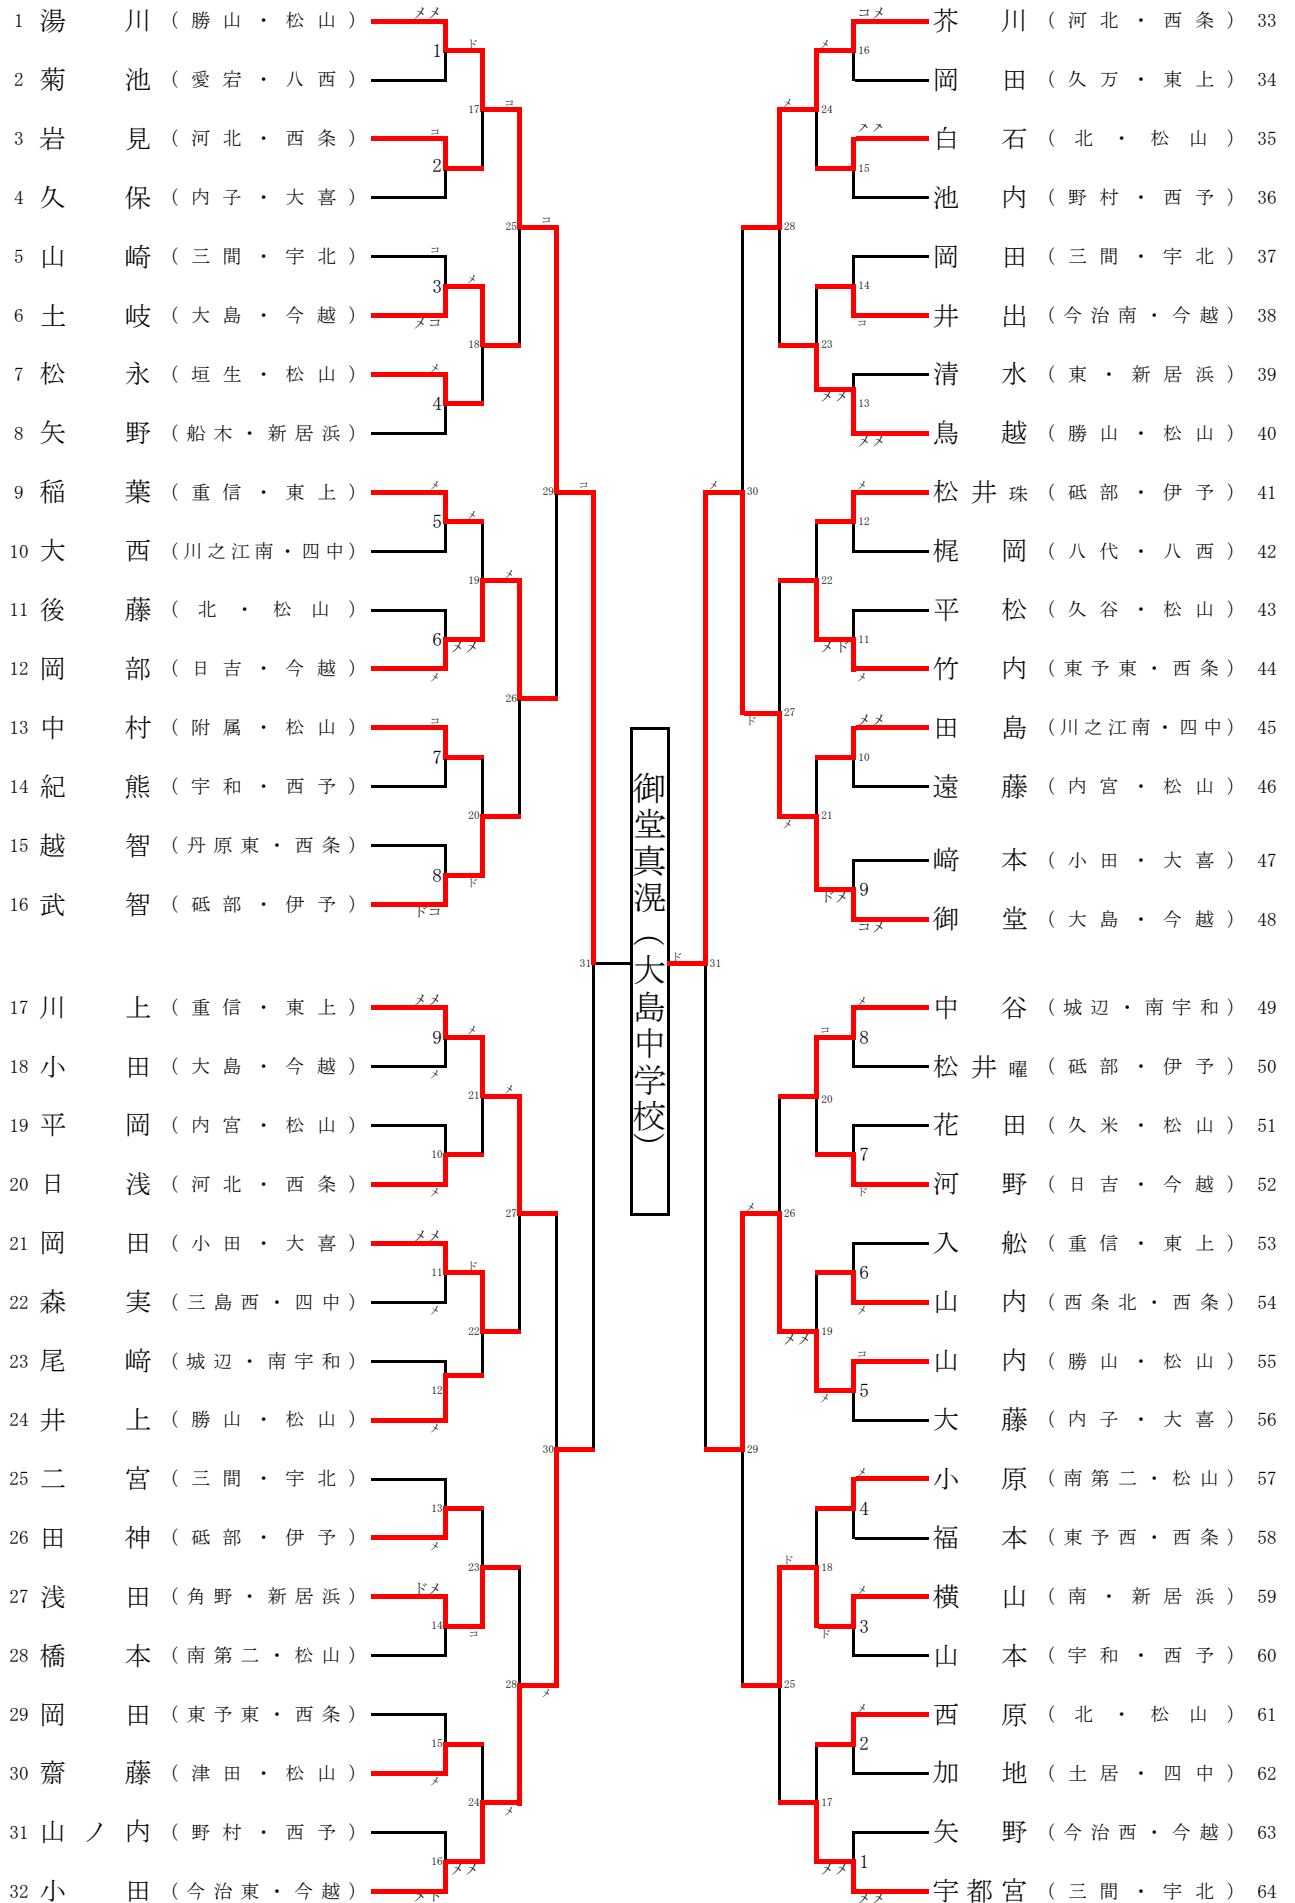 1 湯川 (勝山・松山)
2 菊池 (愛宕・八西)
3 岩見 (河北・西条)
4 久保 (内子・大喜)
5 山崎 (三間・宇北)
6 土岐 (大島・今越)
7 松永 (垣生・松山)
8 矢野 (船木・新居浜)
9 稲葉 (重信・東上)
10 大西 (川之江南・四中)
11 後藤 (北・松山)
12 岡部 (日吉・今越)
13 中村 (附属・松山)
14 紀熊 (宇和・西予)
15 越智 (丹原東・西条)
16 武智 (砥部・伊予)
17 川上 (重信・東上)
18 小田 (大島・今越)
19 平岡 (内宮・松山)
20 日浅 (河北・西条)
21 岡田 (小田・大喜)
22 森実 (三島西・四中)
23 尾﨑 (城辺・南宇和)
24 井上 (勝山・松山)
25 二宮 (三間・宇北)
26 田神 (砥部・伊予)
27 浅田 (角野・新居浜)
28 橋本 (南第二・松山)
29 岡田 (東予東・西条)
30 齋藤 (津田・松山)
31 山ノ内 (野村・西予)
32 小田 (今治東・今越)
御堂真滉(大島中学校)
芥川 (河北・西条) 33
岡田 (久万・東上) 34
白石 (北・松山) 35
池内 (野村・西予) 36
岡田 (三間・宇北) 37
井出 (今治南・今越) 38
清水 (東・新居浜) 39
鳥越 (勝山・松山) 40
松井珠 (砥部・伊予) 41
梶岡 (八代・八西) 42
平松 (久谷・松山) 43
竹内 (東予東・西条) 44
田島 (川之江南・四中) 45
遠藤 (内宮・松山) 46
﨑本 (小田・大喜) 47
御堂 (大島・今越) 48
中谷 (城辺・南宇和) 49
松井曜 (砥部・伊予) 50
花田 (久米・松山) 51
河野 (日吉・今越) 52
入舩 (重信・東上) 53
山内 (西条北・西条) 54
山内 (勝山・松山) 55
大藤 (内子・大喜) 56
小原 (南第二・松山) 57
福本 (東予西・西条) 58
横山 (南・新居浜) 59
山本 (宇和・西予) 60
西原 (北・松山) 61
加地 (土居・四中) 62
矢野 (今治西・今越) 63
宇都宮 (三間・宇北) 64